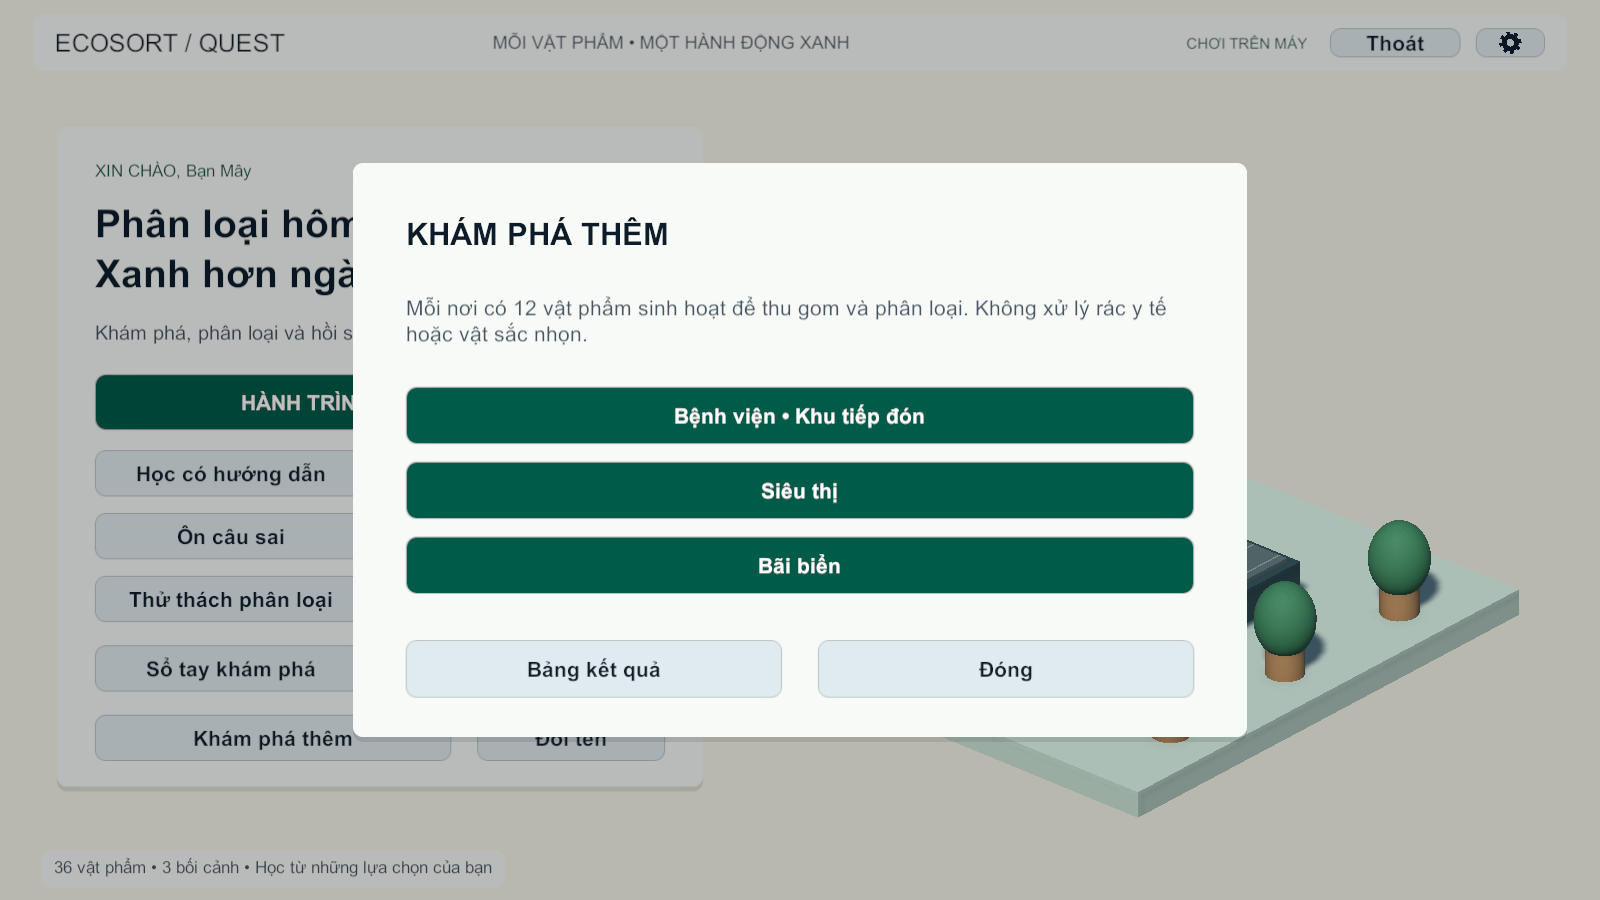 ECOSORT / QUEST
MỖI VẬT PHẨM • MỘT HÀNH ĐỘNG XANH
CHƠI TRÊN MÁY
Thoát
XIN CHÀO, Bạn Mây
Phân loại hôm
Xanh hơn ngà
Khám phá, phân loại và hồi s
HÀNH TRÌN
Học có hướng dẫn
Ôn câu sai
Thử thách phân loại
Sổ tay khám phá
Khám phá thêm
Đổi tên
KHÁM PHÁ THÊM
Mỗi nơi có 12 vật phẩm sinh hoạt để thu gom và phân loại. Không xử lý rác y tế
hoặc vật sắc nhọn.
Bệnh viện • Khu tiếp đón
Siêu thị
Bãi biển
Bảng kết quả
Đóng
36 vật phẩm • 3 bối cảnh • Học từ những lựa chọn của bạn